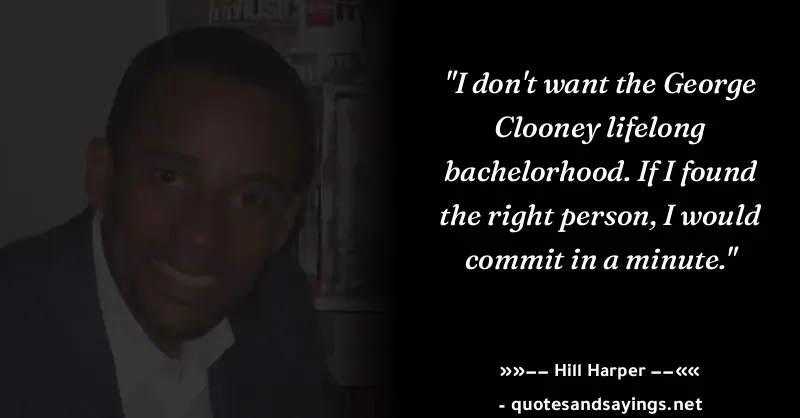 MUSIC
"I don't want the George
Clooney lifelong
bachelorhood. If I found
the right person, I would
commit in a minute."
»»−− Hill Harper −−««
- quotesandsayings.net